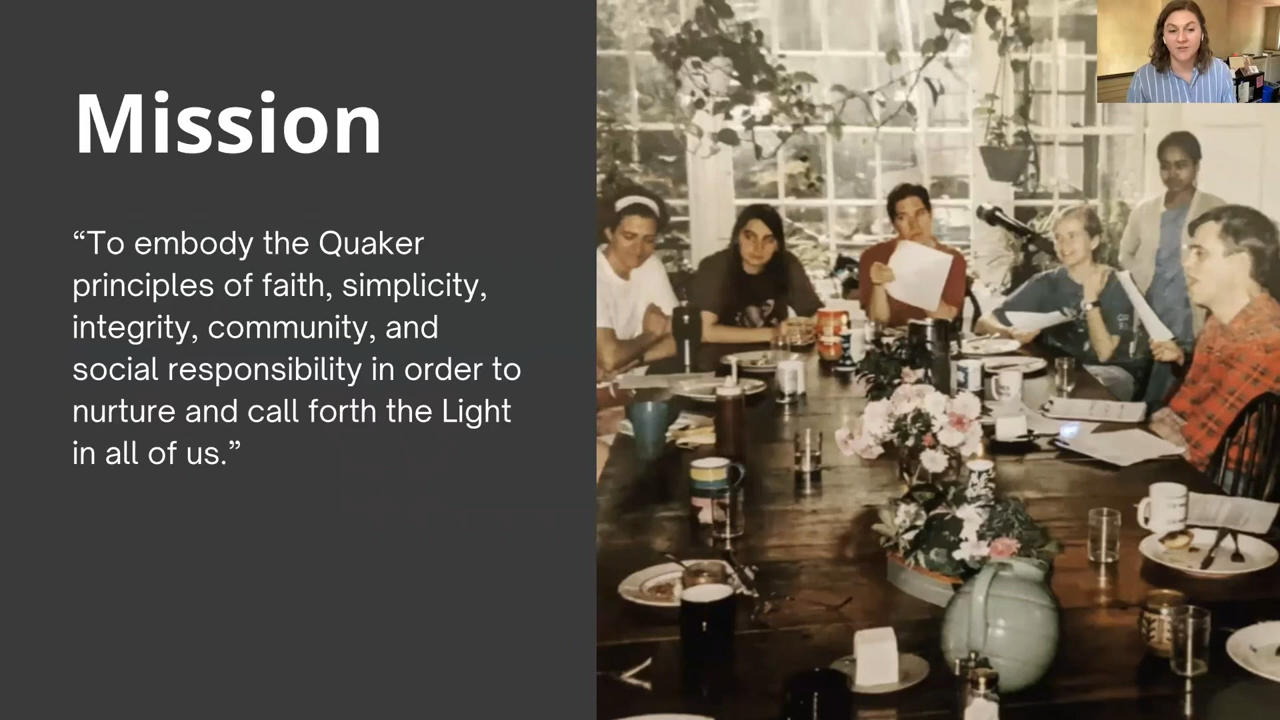 Mission
“To embody the Quaker
principles of faith, simplicity,
integrity, community, and
social responsibility in order to
nurture and call forth the Light
in all of us.”